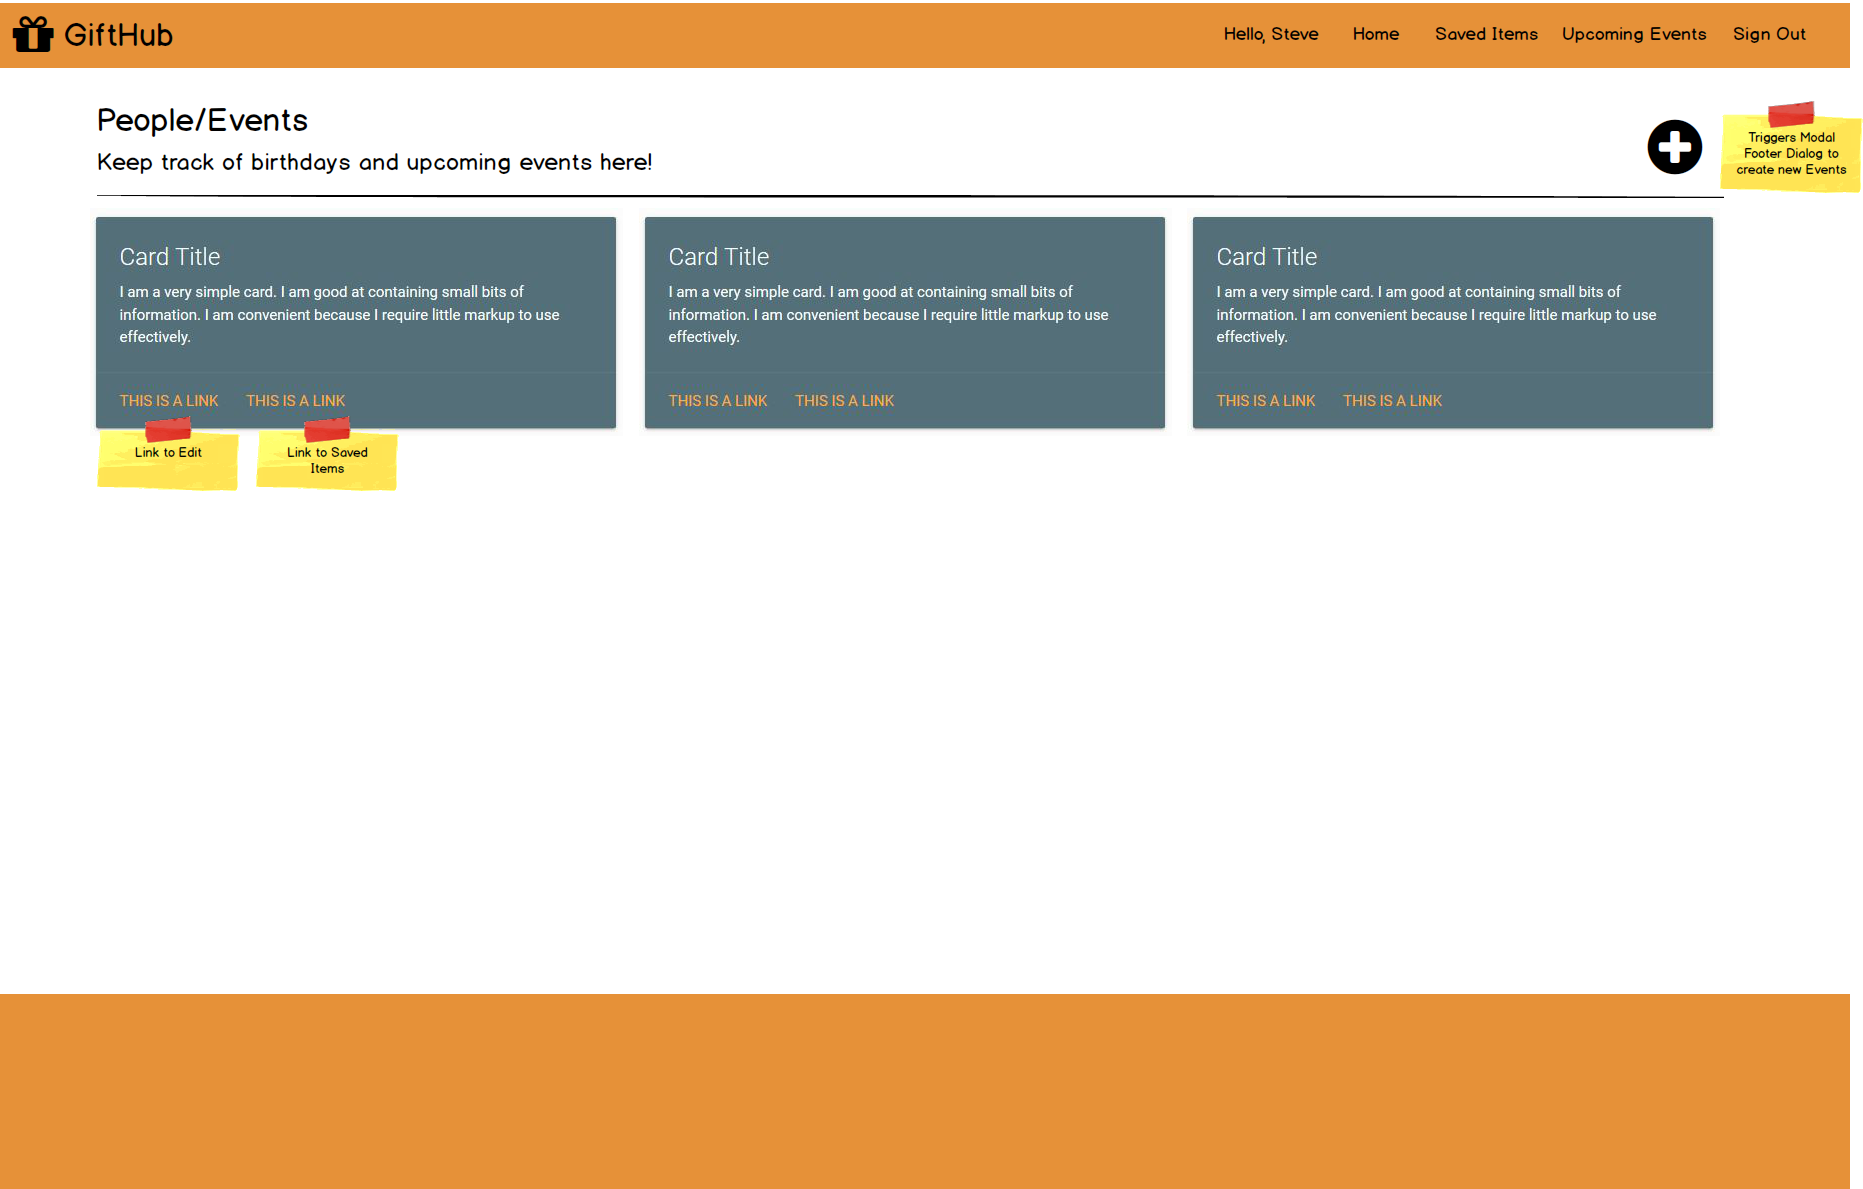 GiftHub
Hello, Steve
Home
Saved Items
Upcoming Events
Sign Out
People/Events
Keep track of birthdays and upcoming events here!
Triggers Modal
Footer Dialog to
create new Events
Card Title
I am a very simple card. I am good at containing small bits of
information. I am convenient because I require little markup to use
effectively.
THIS IS A LINK
THIS IS A LINK
Card Title
I am a very simple card. I am good at containing small bits of
information. I am convenient because I require little markup to use
effectively.
THIS IS A LINK
THIS IS A LINK
Card Title
I am a very simple card. I am good at containing small bits of
information. I am convenient because I require little markup to use
effectively.
THIS IS A LINK
THIS IS A LINK
Link to Edit
Link to Saved
Items